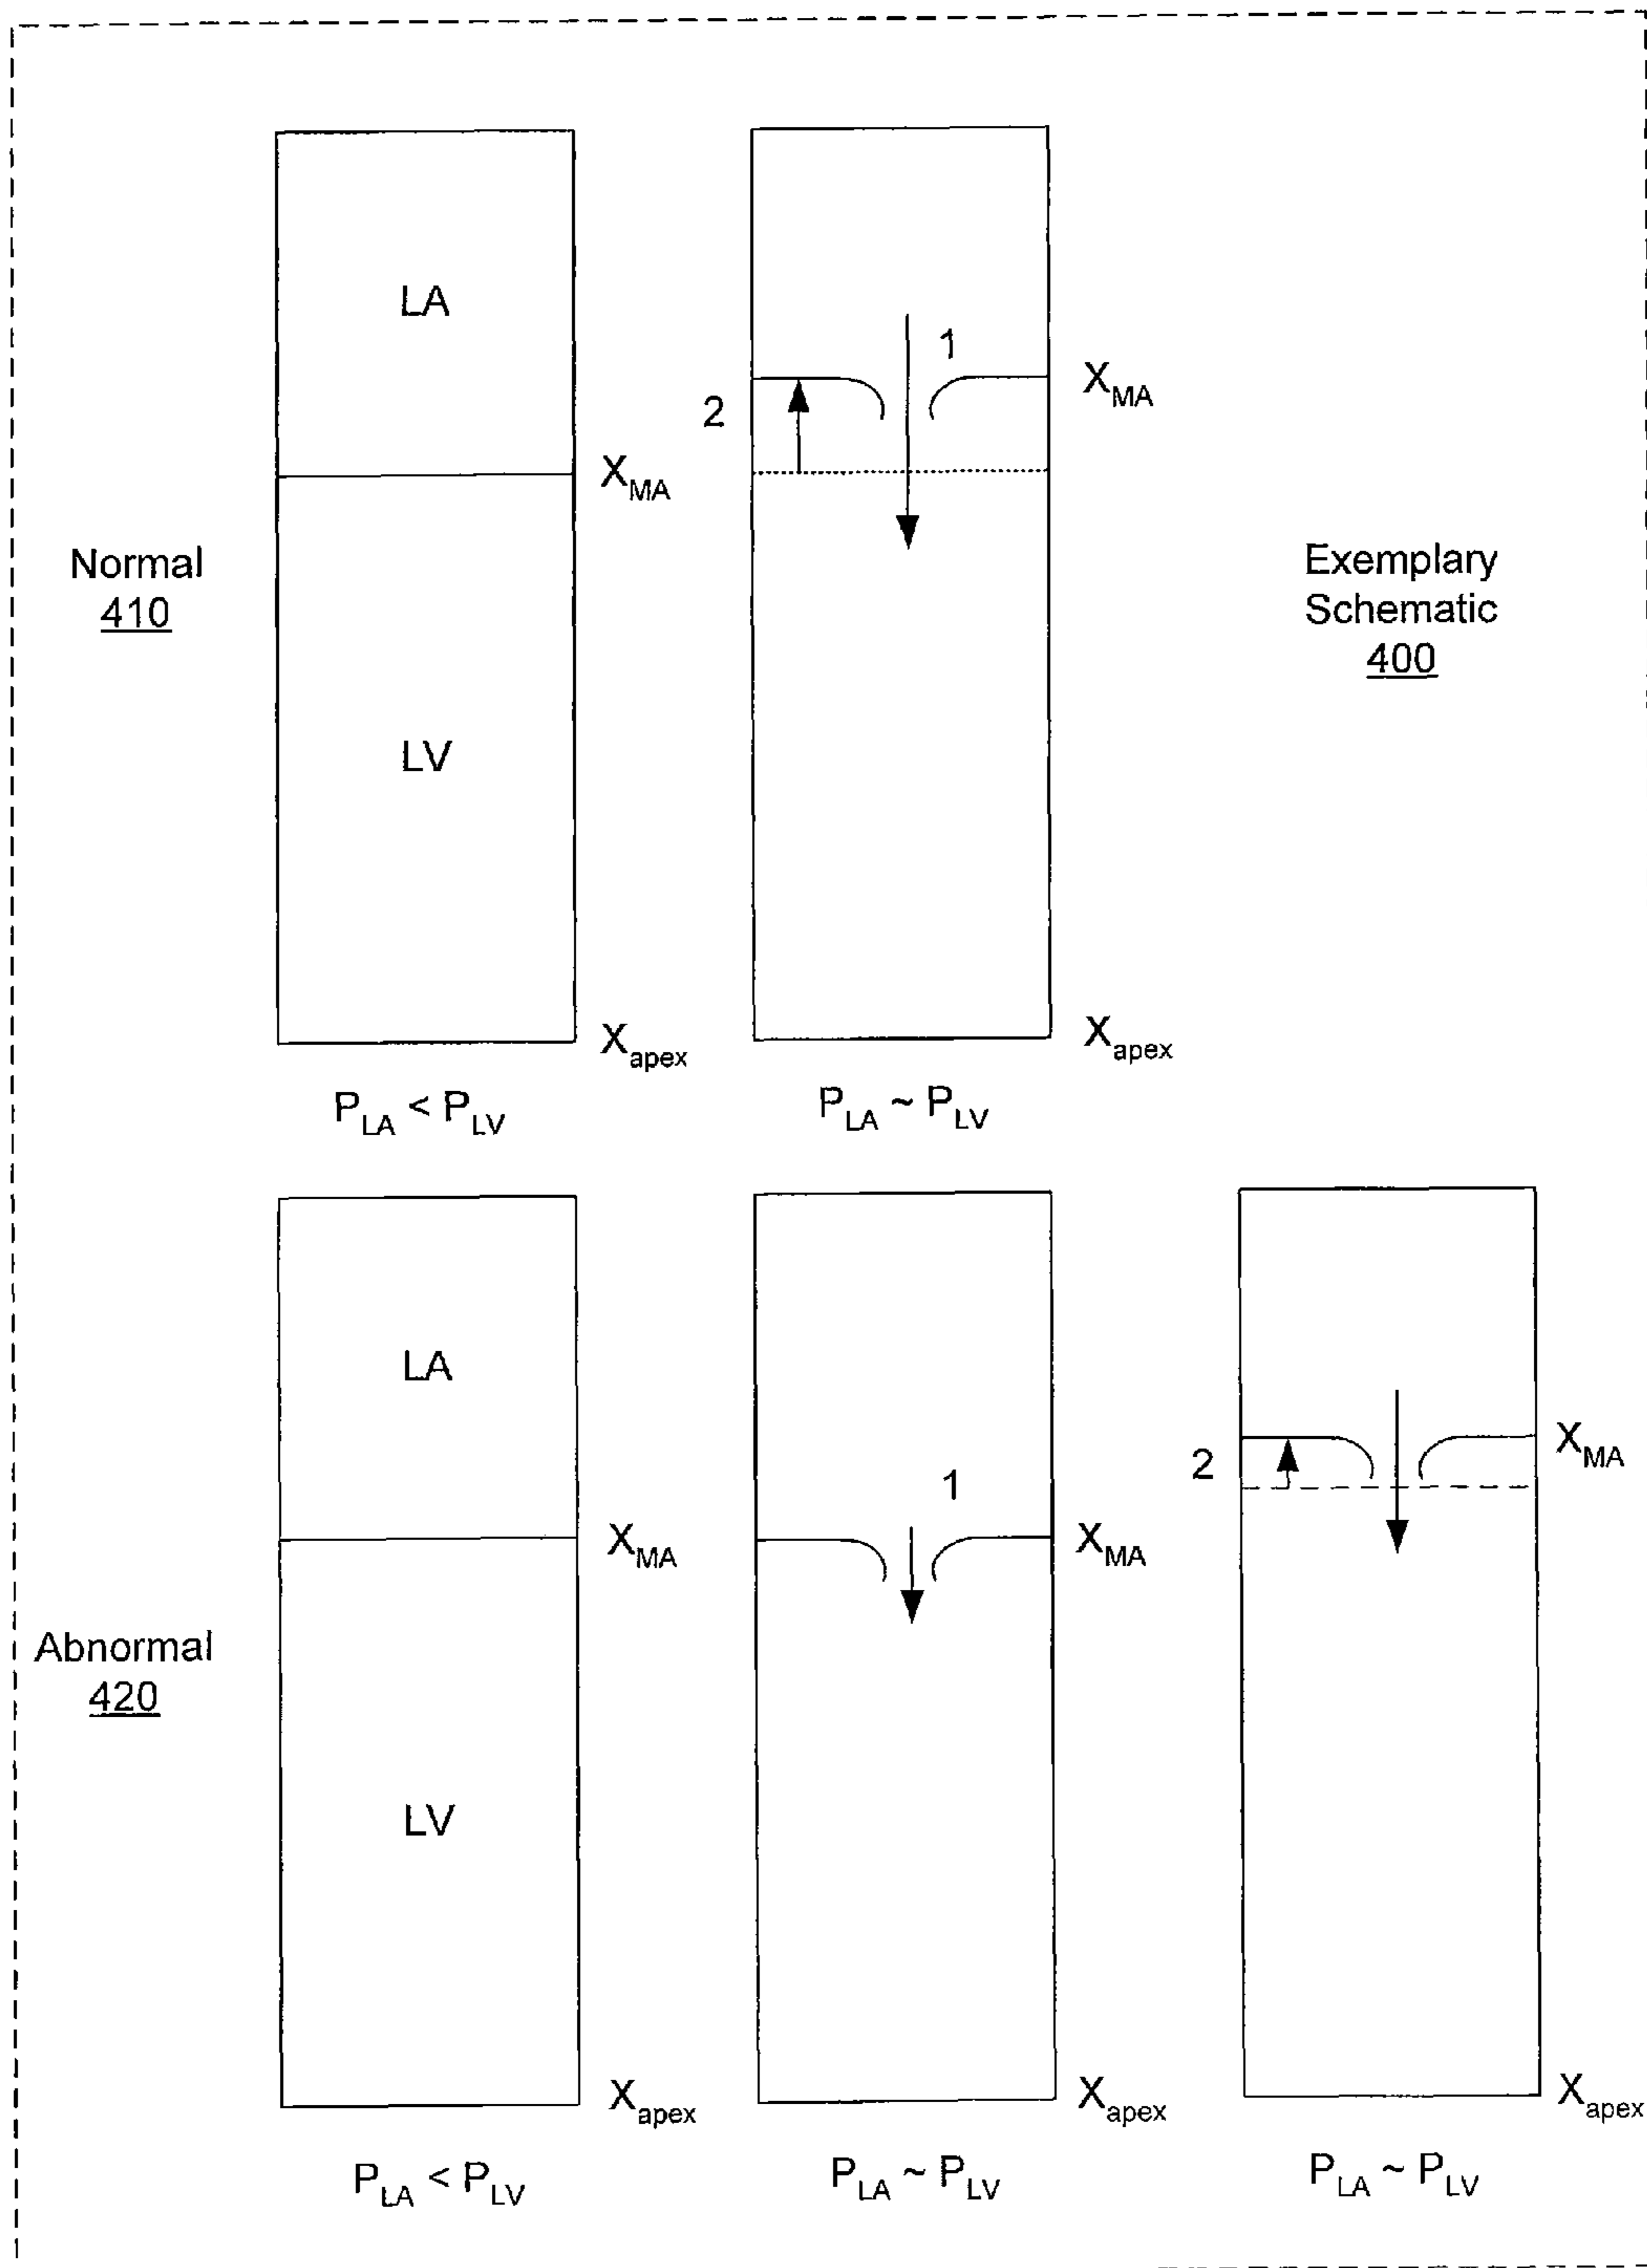 LA
1
X_MA
2
X_MA
Normal
410
Exemplary
Schematic
400
LV
X_apex
X_apex
P_LA < P_LV
P_LA ~ P_LV
LA
X_MA
2
1
X_MA
X_MA
Abnormal
420
LV
X_apex
X_apex
X_apex
P_LA < P_LV
P_LA ~ P_LV
P_LA ~ P_LV